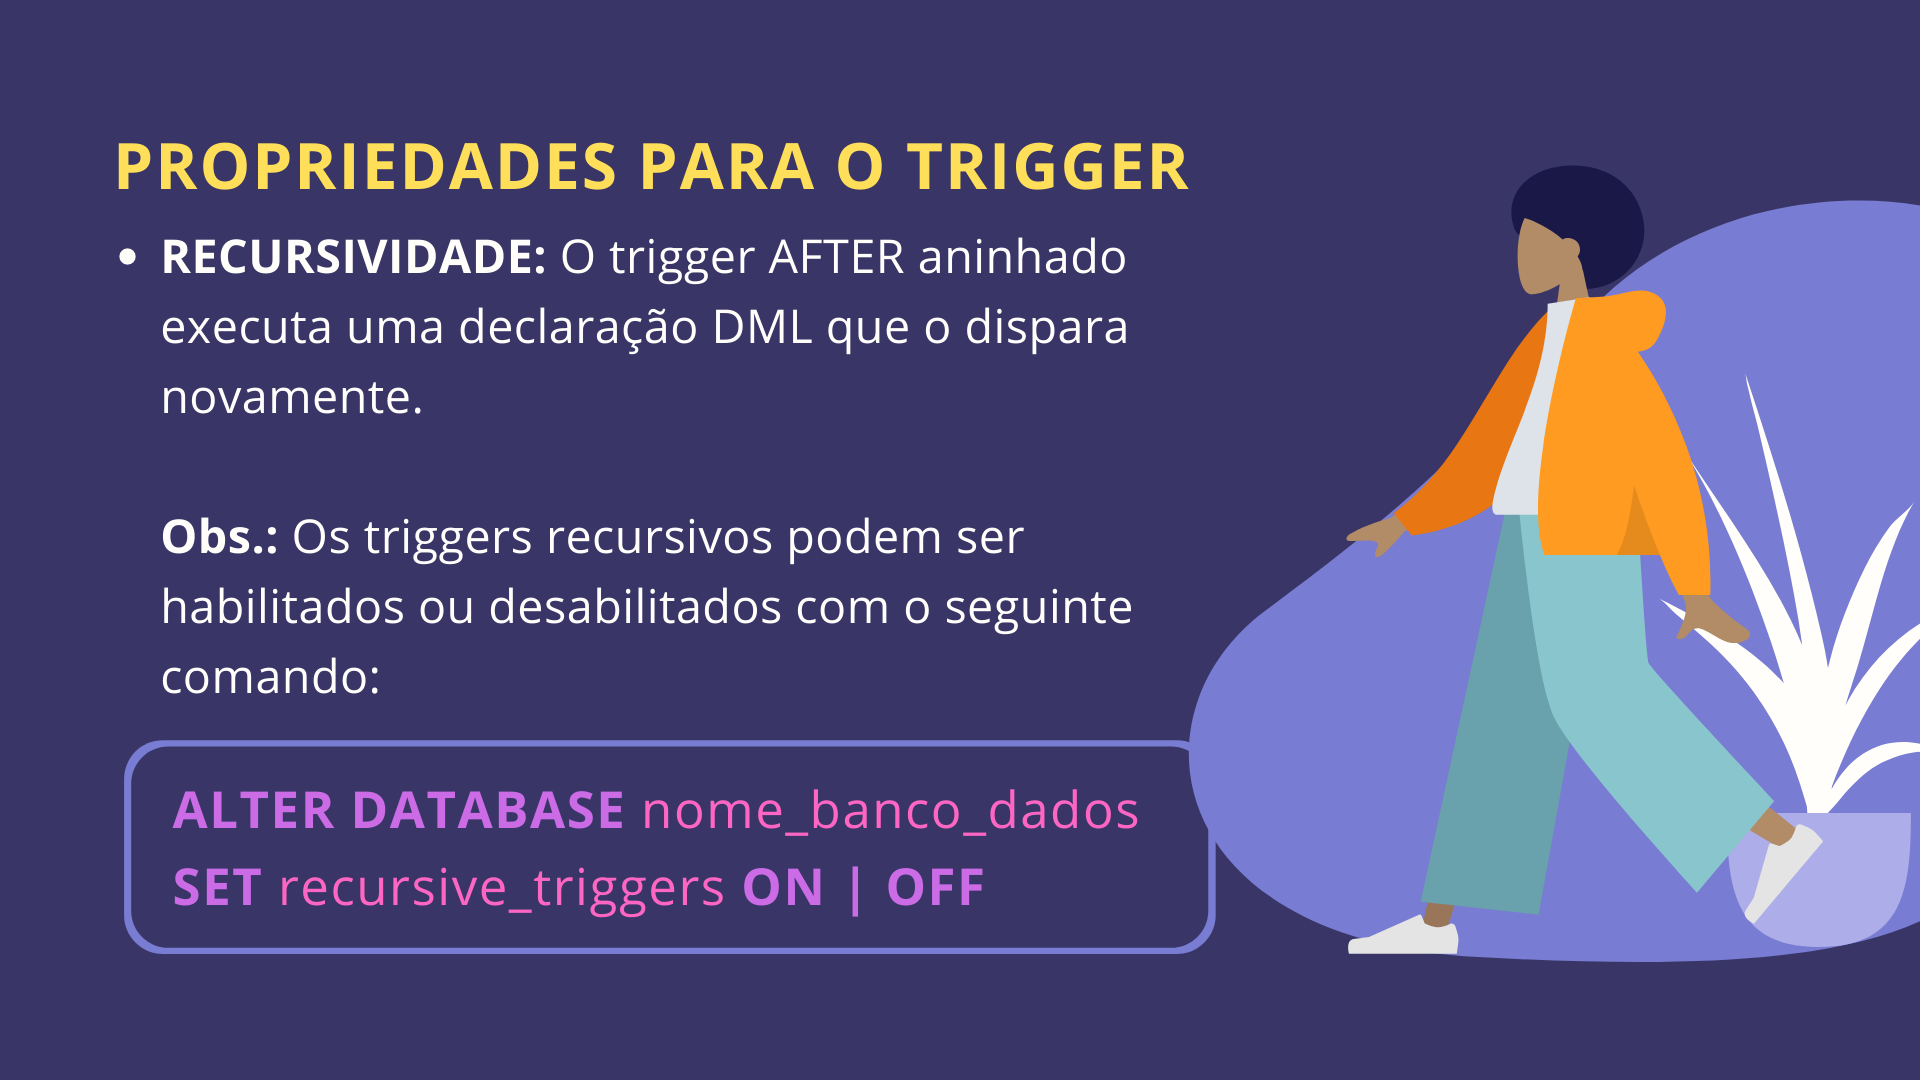 PROPRIEDADES PARA O TRIGGER
• RECURSIVIDADE: O trigger AFTER aninhado
executa uma declaração DML que o dispara
novamente.
Obs.: Os triggers recursivos podem ser
habilitados ou desabilitados com o seguinte
comando:
ALTER DATABASE nome_banco_dados
SET recursive_triggers ON | OFF